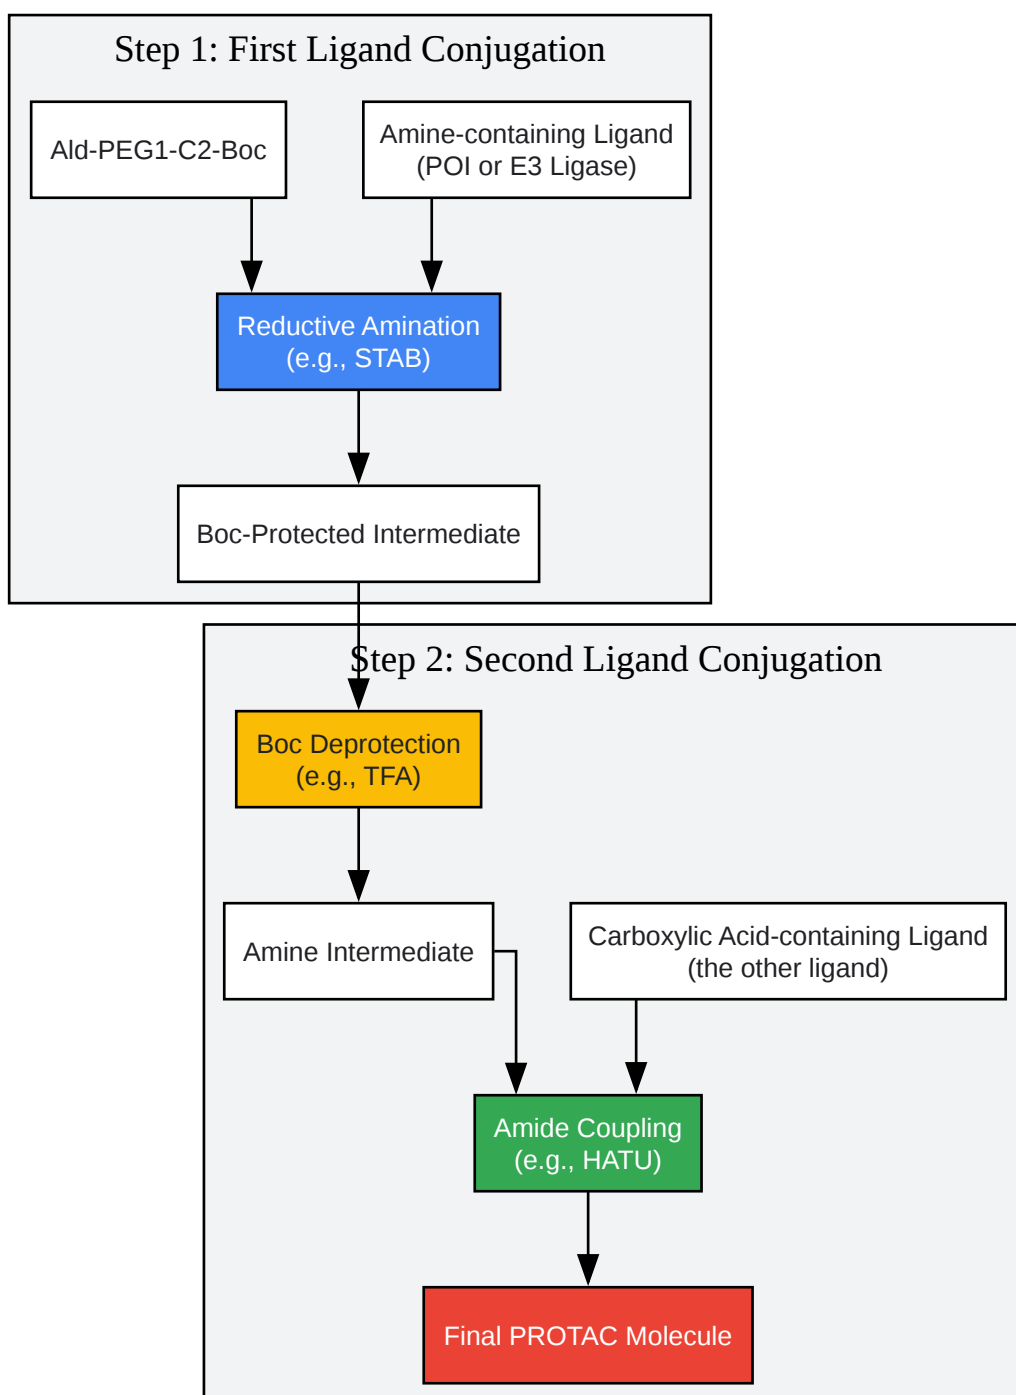 Step 1: First Ligand Conjugation
Ald-PEG1-C2-Boc
Amine-containing Ligand
(POI or E3 Ligase)
Reductive Amination
(e.g., STAB)
Boc-Protected Intermediate
Step 2: Second Ligand Conjugation
Boc Deprotection
(e.g., TFA)
Amine Intermediate
Carboxylic Acid-containing Ligand
(the other ligand)
Amide Coupling
(e.g., HATU)
Final PROTAC Molecule